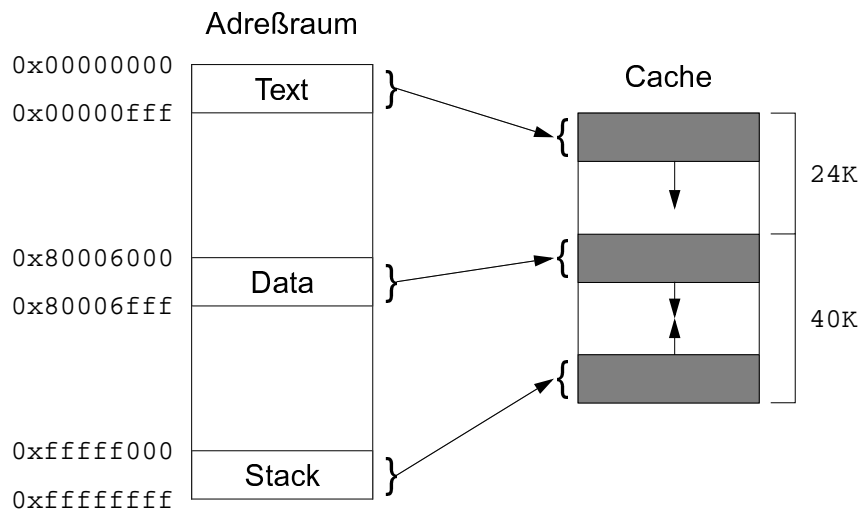 Adreßraum
0x00000000
Text
0x00000fff
0x80006000
Data
0x80006fff
0xfffff000
Stack
0xffffffff
Cache
24K
40K